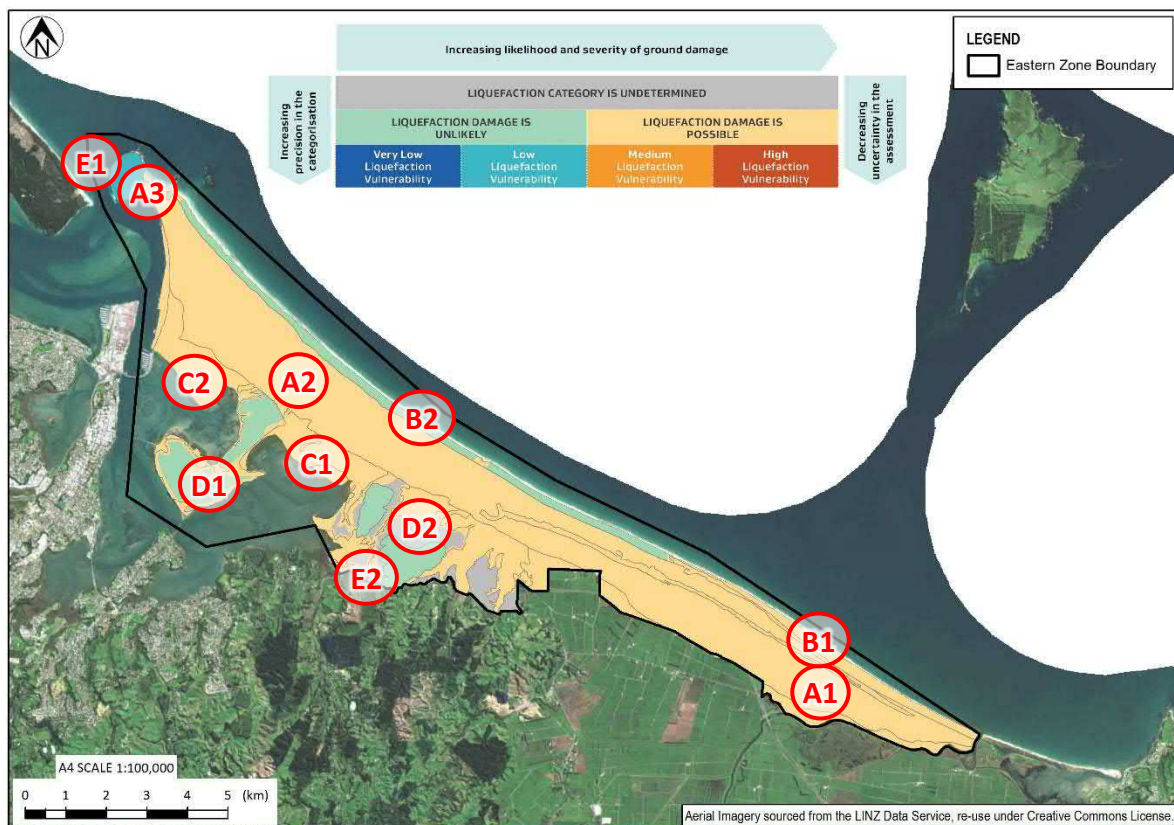 N
Increasing likelihood and severity of ground damage
Increasing
precision in the
categorisation
LIQUEFACTION CATEGORY IS UNDETERMINED
LIQUEFACTION DAMAGE IS
UNLIKELY
LIQUEFACTION DAMAGE IS
POSSIBLE
Very Low
Liquefaction
Vulnerability
Low
Liquefaction
Vulnerability
Medium
Liquefaction
Vulnerability
High
Liquefaction
Vulnerability
Decreasing
uncertainty in the
assessment
LEGEND
Eastern Zone Boundary
E1
A3
C2
A2
B2
C1
D1
D2
E2
B1
A1
A4 SCALE 1:100,000
0 1 2 3 4 5 (km)
Aerial Imagery sourced from the LINZ Data Service, re-use under Creative Commons License